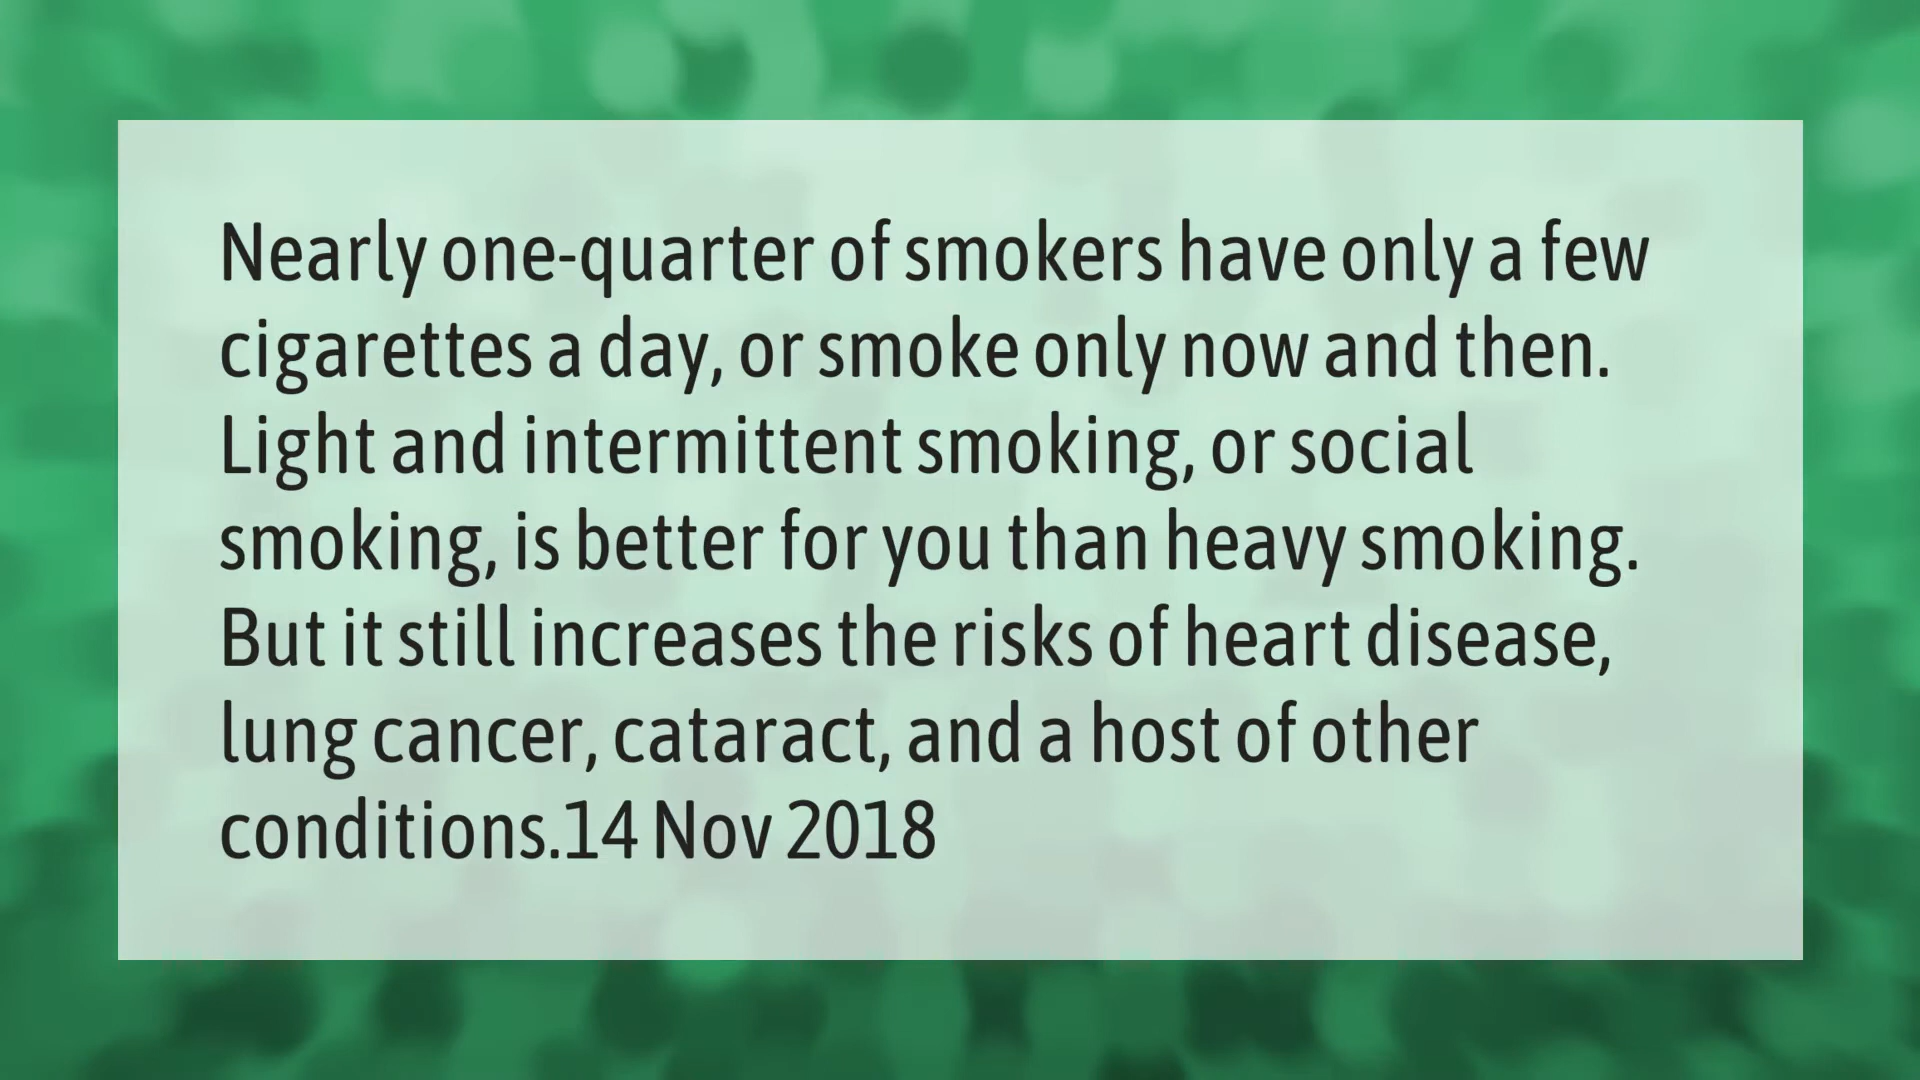 Nearly one-quarter of smokers have only a few
cigarettes a day, or smoke only now and then.
Light and intermittent smoking, or social
smoking, is better for you than heavy smoking.
But it still increases the risks of heart disease,
lung cancer, cataract, and a host of other
conditions.14 Nov 2018